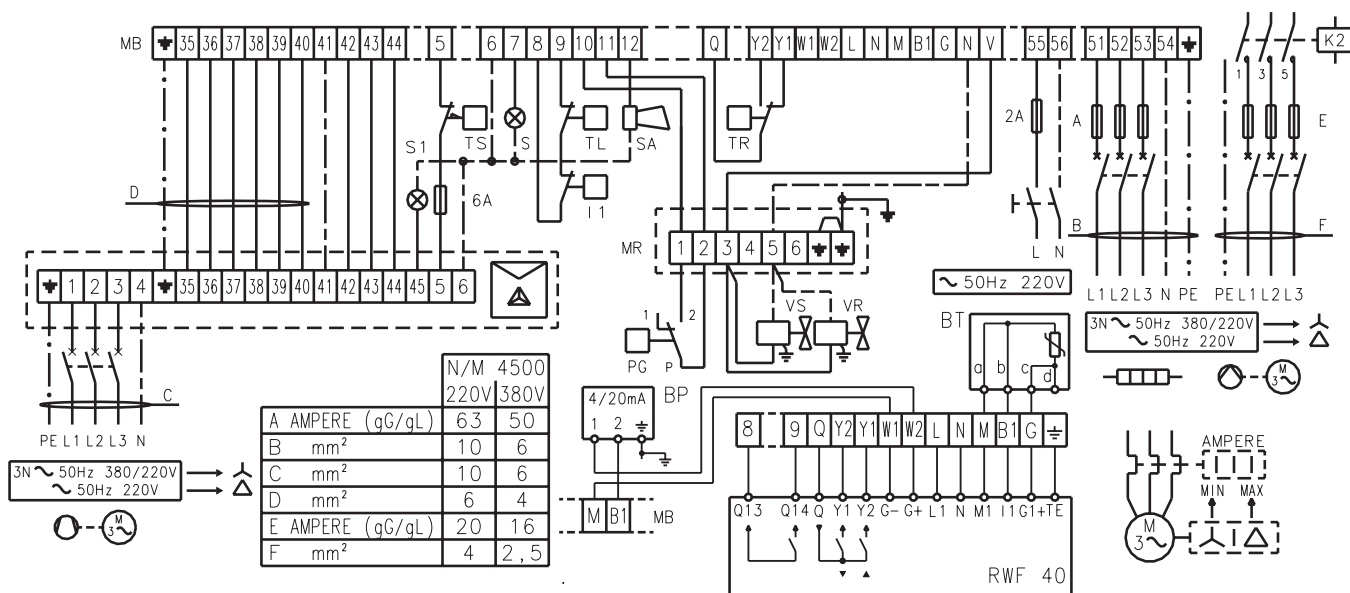 MB 35 36 37 38 39 40 41 42 43 44 5 6 7 8 9 10 11 12 Q Y2 Y1 W1 W2 L N M B1 G N V 55 56 51 52 53 54 K2
1 3 5
2A A E
S1 TS S TL SA TR
D 6A I1
B F
L N
MR 1 2 3 4 5 6
1 2 3 4 35 36 37 38 39 40 41 42 43 44 45 5 6
∼ 50Hz 220V
L1 L2 L3 N PE PE L1 L2 L3
1 2
PG P
VS VR
BT
a b c d
3N ∼ 50Hz 380/220V
∼ 50Hz 220V
M
3∼
C
PE L1 L2 L3 N
3N ∼ 50Hz 380/220V
∼ 50Hz 220V
M
3∼
N/M 4500
220V 380V
A AMPERE (gG/gL) 63 50
B mm² 10 6
C mm² 10 6
D mm² 6 4
E AMPERE (gG/gL) 20 16
F mm² 4 2,5
BP
4/20mA
1 2
M B1 MB
8 9 Q Y2 Y1 W1 W2 L N M B1 G
Q13 Q14 Q Y1 Y2 G- G+ L1 N M1 I1 G1+ TE
RWF 40
AMPERE
MIN MAX
M
3∼